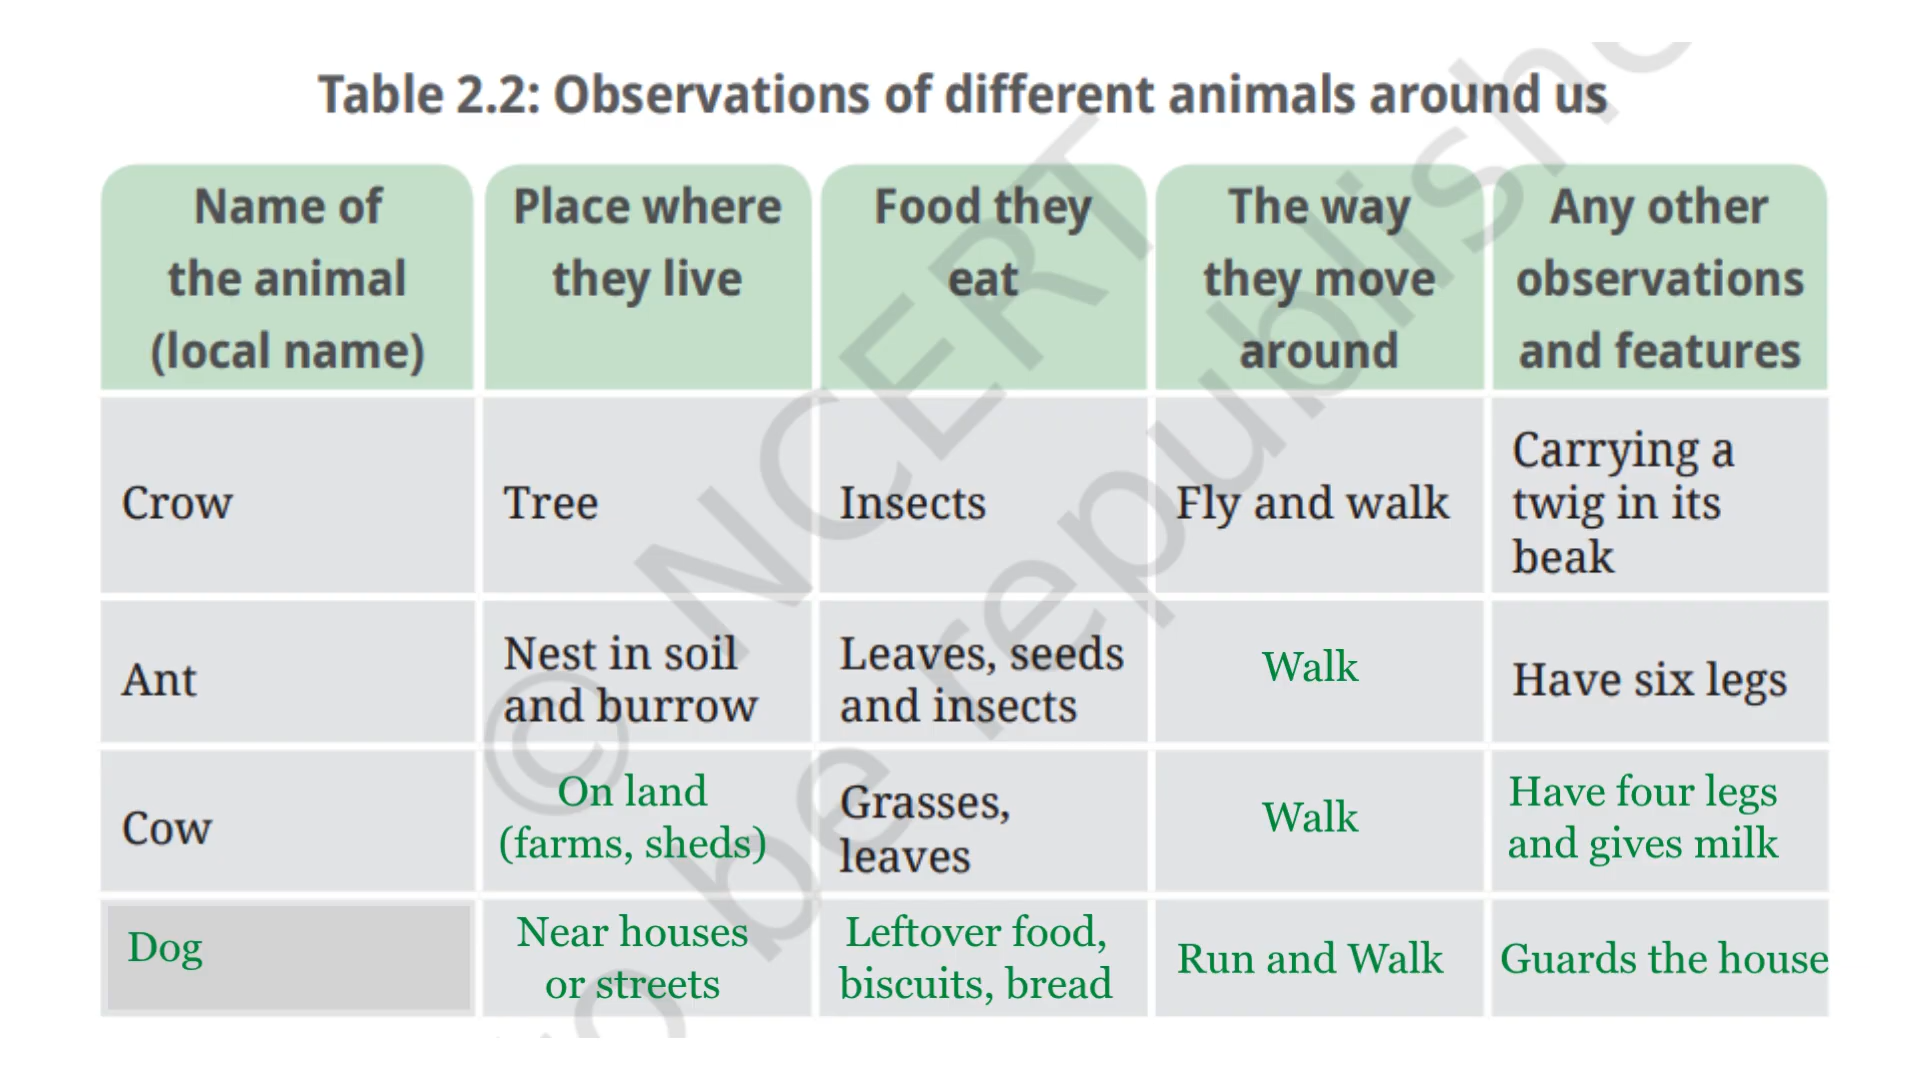 Table 2.2: Observations of different animals around us
Name of
the animal
(local name)
Place where
they live
Food they
eat
The way
they move
around
Any other
observations
and features
Crow
Tree
Insects
Fly and walk
Carrying a
twig in its
beak
Ant
Nest in soil
and burrow
Leaves, seeds
and insects
Walk
Have six legs
Cow
On land
(farms, sheds)
Grasses,
leaves
Walk
Have four legs
and gives milk
Dog
Near houses
or streets
Leftover food,
biscuits, bread
Run and Walk
Guards the house
© NCERT
be republishe